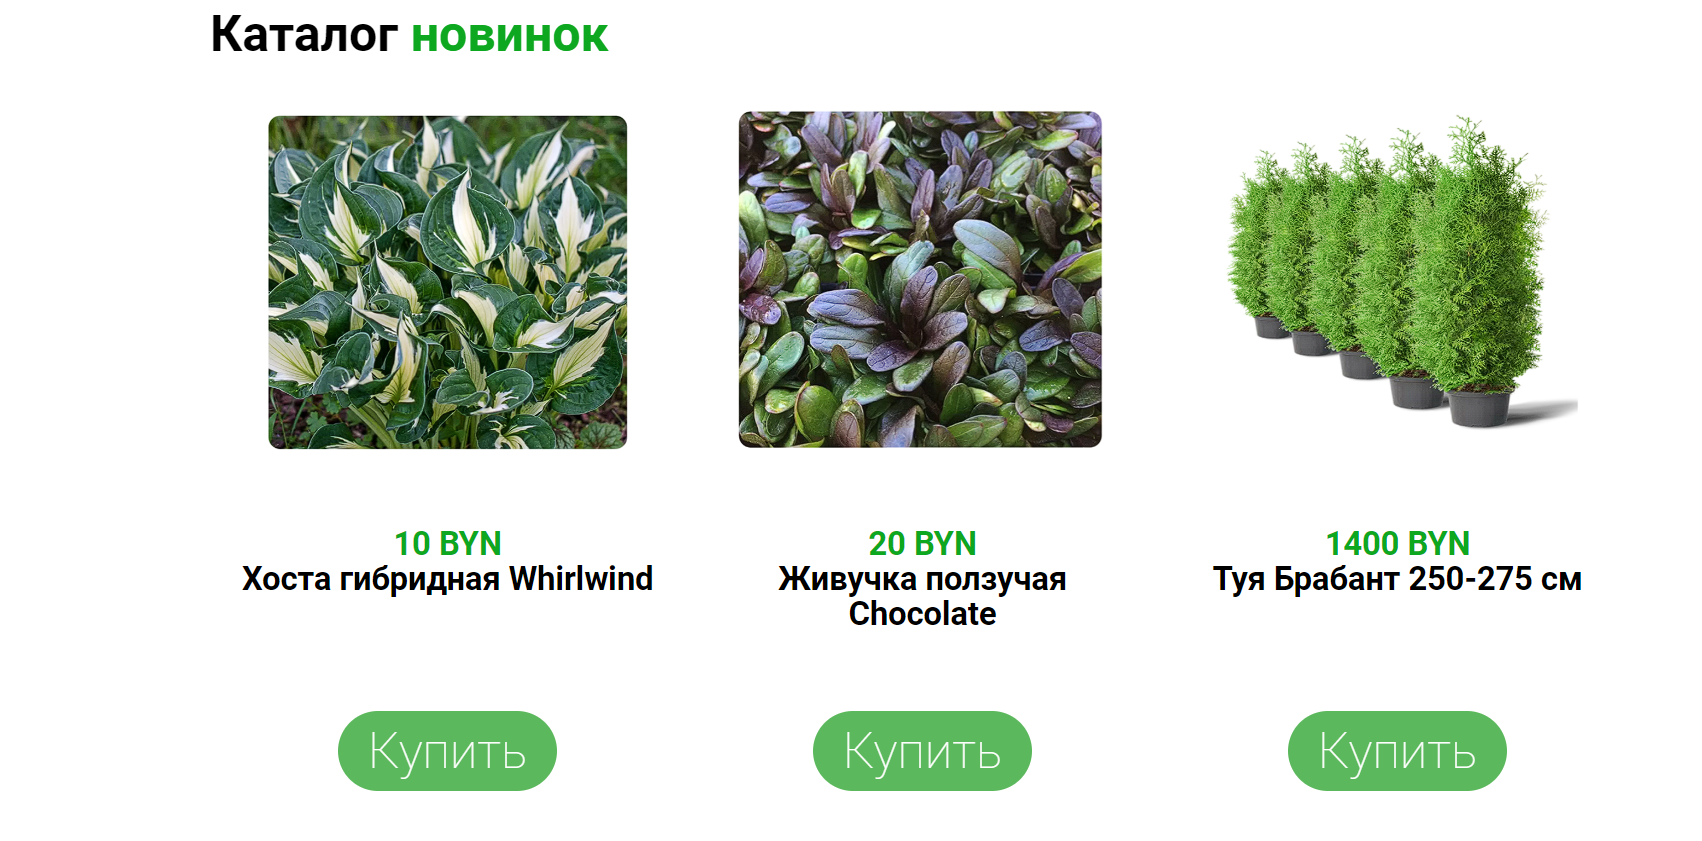 Каталог новинок
10 BYN
Хоста гибридная Whirlwind
20 BYN
Живучка ползучая
Chocolate
1400 BYN
Туя Брабант 250-275 см
Купить
Купить
Купить